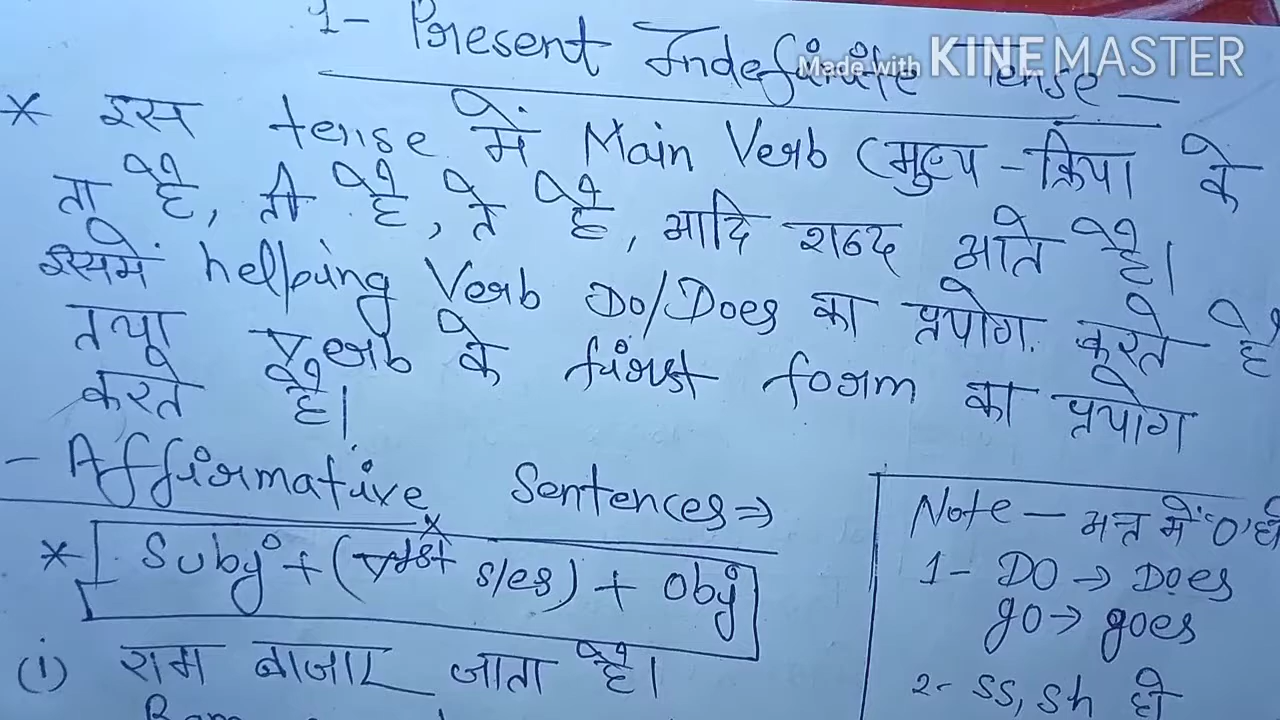 1- Present Indefinite Tense —
Made with KINEMASTER
* इस tense में Main Verb (मुख्य - क्रिया के
ता है, ती है, ते है, आदि शब्द आते है।
इसमें helping Verb Do/Does का प्रयोग करते है
तथा Verb के first form का प्रयोग
करते है।
- Affirmative Sentences ⇒
* Subj + (V1st s/es) + Obj
(i) राम बाजार जाता है।
Note — अन्त में 'O' हो
1- DO → Does
go → goes
2- ss, sh हो